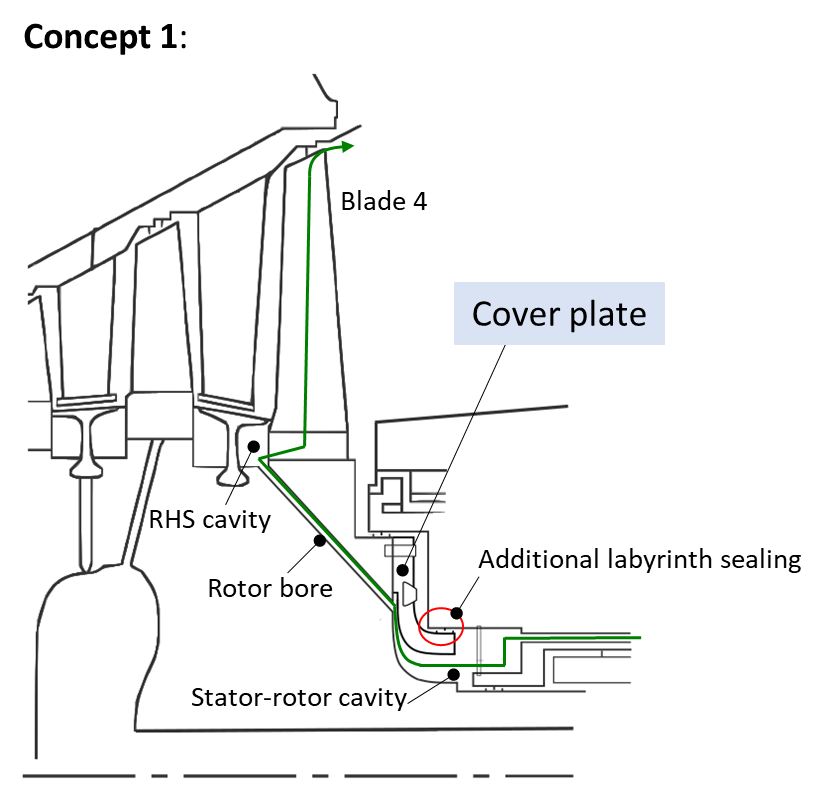 Concept 1:
Blade 4
Cover plate
RHS cavity
Additional labyrinth sealing
Rotor bore
Stator-rotor cavity